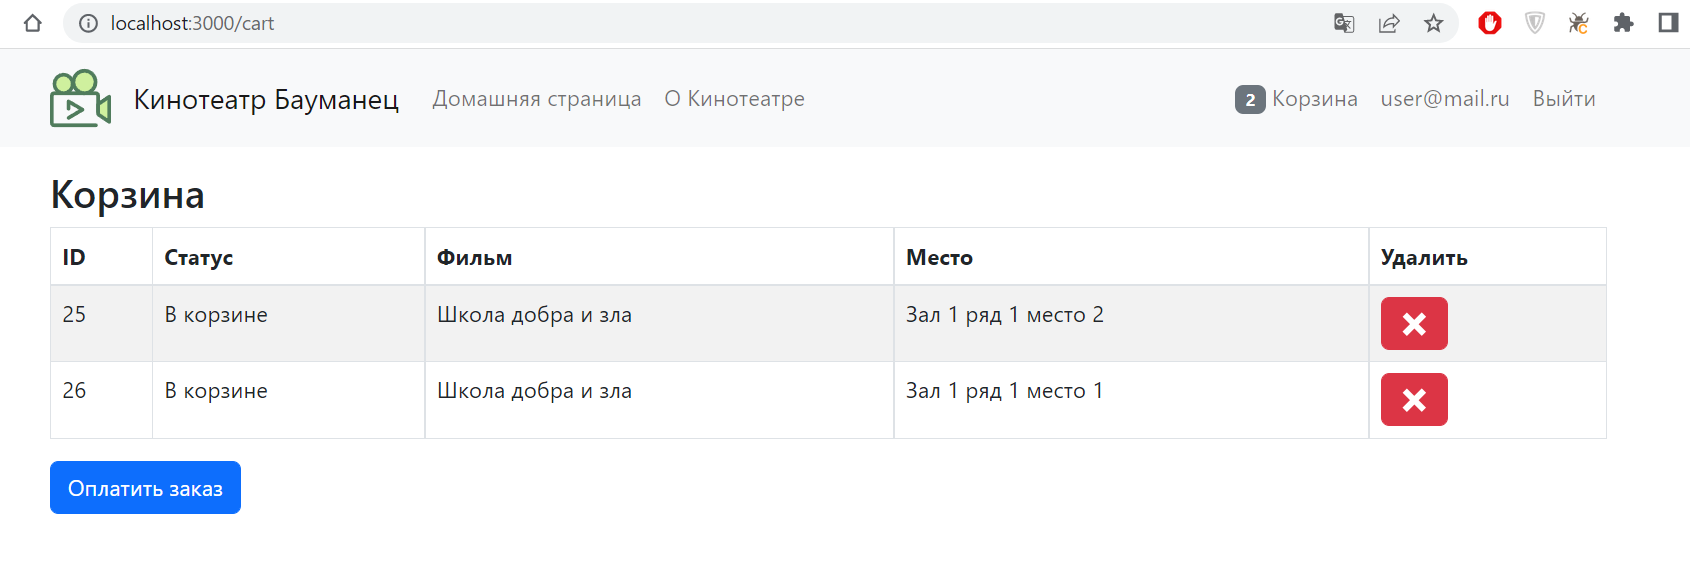 localhost:3000/cart
Кинотеатр Бауманец Домашняя страница О Кинотеатре 2 Корзина user@mail.ru Выйти
Корзина
ID Статус Фильм Место Удалить
25 В корзине Школа добра и зла Зал 1 ряд 1 место 2
26 В корзине Школа добра и зла Зал 1 ряд 1 место 1
Оплатить заказ